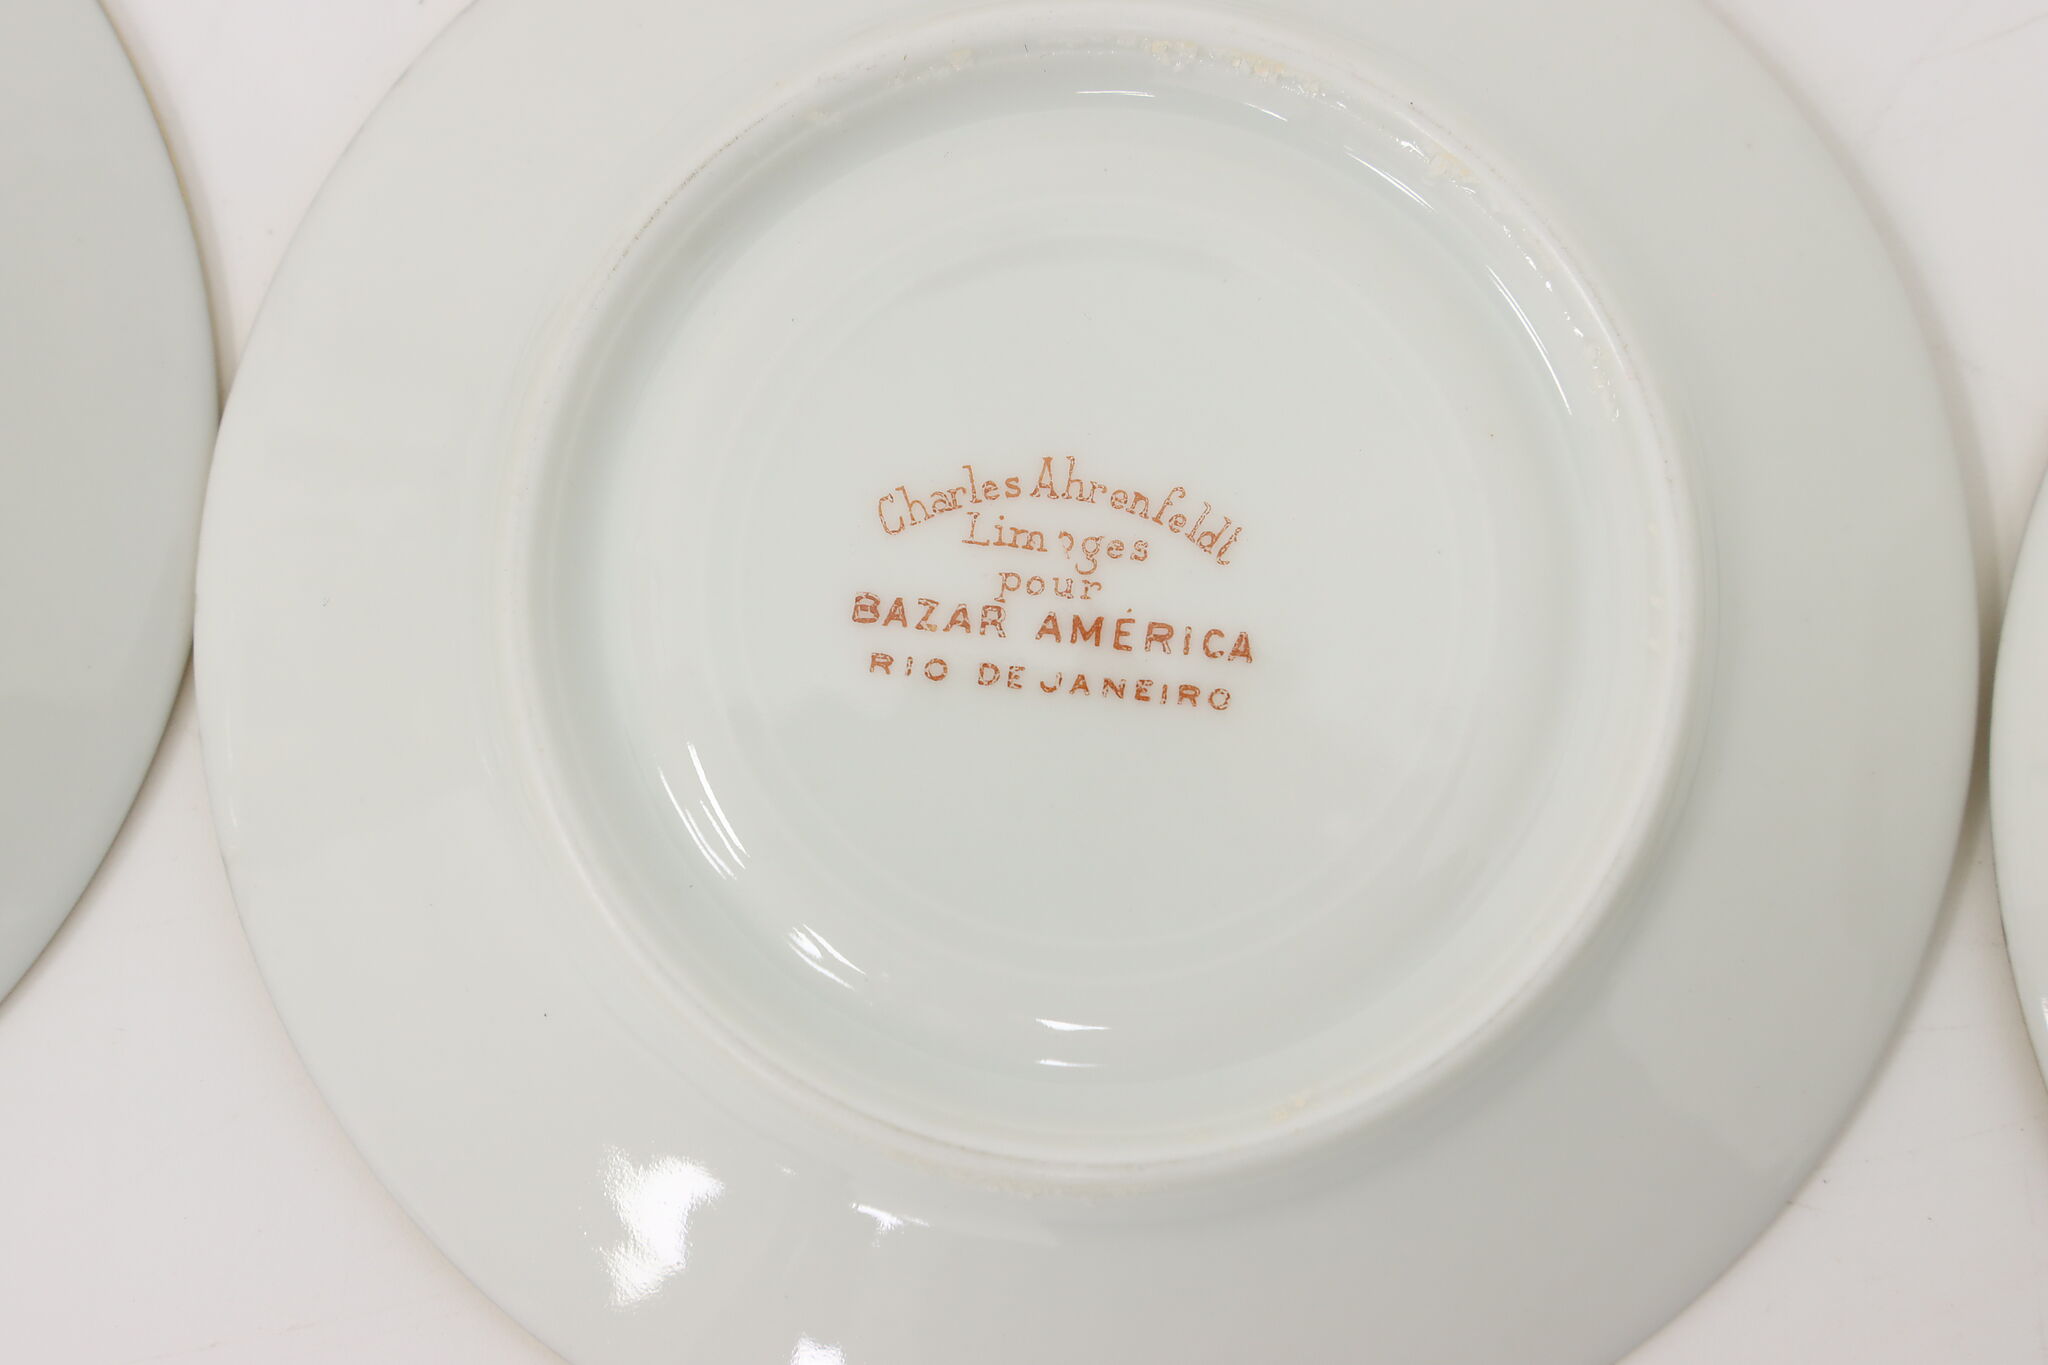 Charles Ahrenfeldt
Limoges
pour
BAZAR AMÉRICA
RIO DE JANEIRO